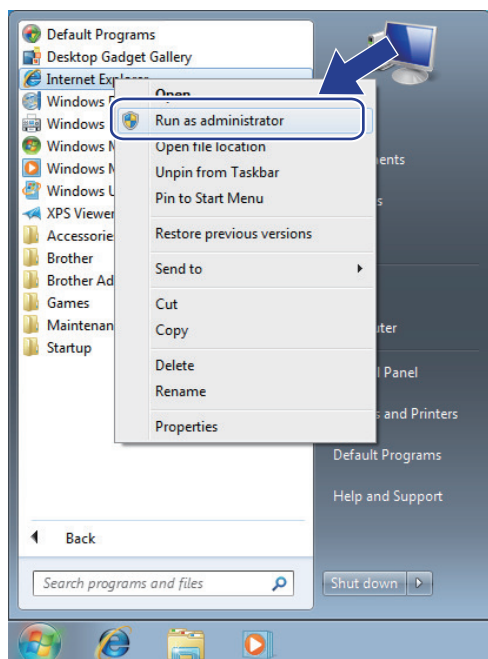 Default Programs
Desktop Gadget Gallery
Internet Explorer
Windows
Windows
Windows
Windows
Windows
XPS Viewer
Accessorie
Brother
Brother Ad
Games
Maintenan
Startup
Back
Search programs and files
Open
Run as administrator
Open file location
Unpin from Taskbar
Pin to Start Menu
Restore previous versions
Send to
Cut
Copy
Delete
Rename
Properties
ents
s
uter
l Panel
s and Printers
Default Programs
Help and Support
Shut down